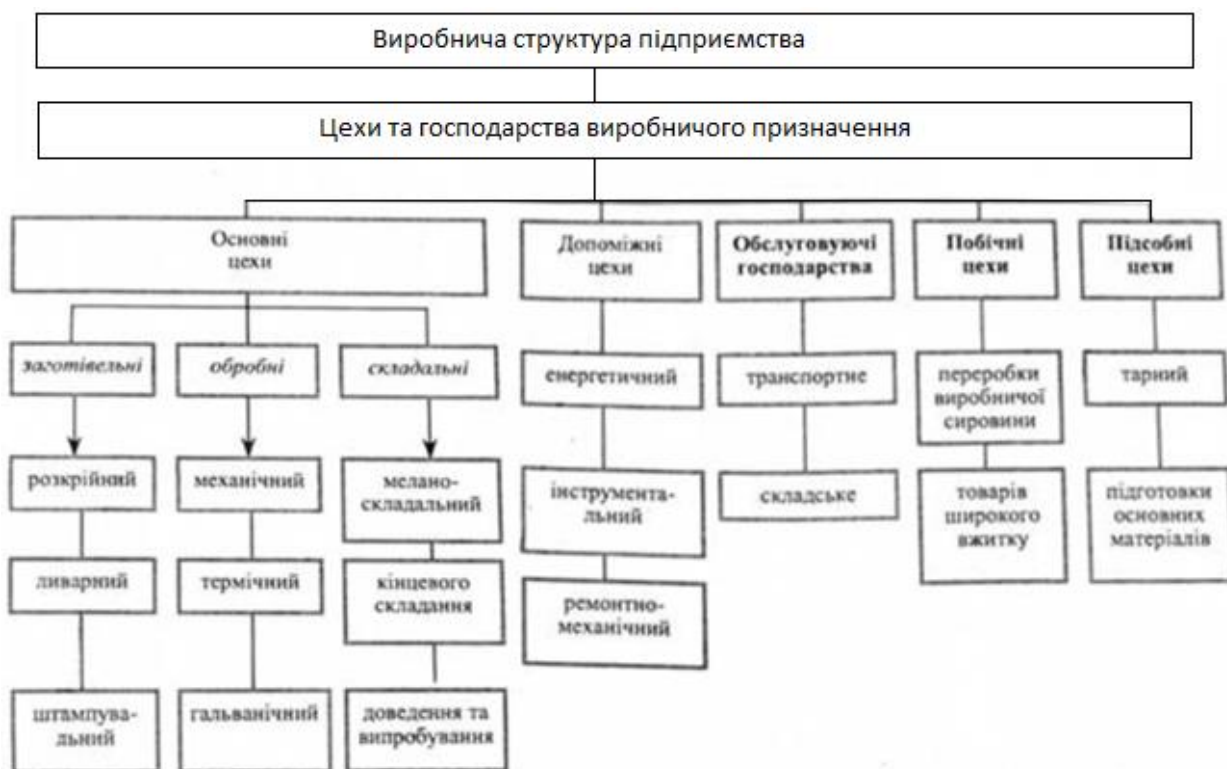 Виробнича структура підприємства
Цехи та господарства виробничого призначення
Основні
цехи
Допоміжні
цехи
Обслуговуючі
господарства
Побічні
цехи
Підсобні
цехи
заготівельні
обробні
складальні
енергетичний
транспортне
переробки
виробничої
сировини
тарний
розкрійний
механічний
мелано-
складальний
інструмента-
льний
складське
товарів
широкого
вжитку
підготовки
основних
матеріалів
ливарний
термічний
кінцевого
складання
ремонтно-
механічний
штампува-
льний
гальванічний
доведення та
випробування